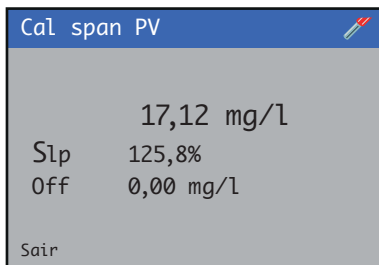 Cal span PV
17,12 mg/l
Slp 125,8%
Off 0,00 mg/l
Sair